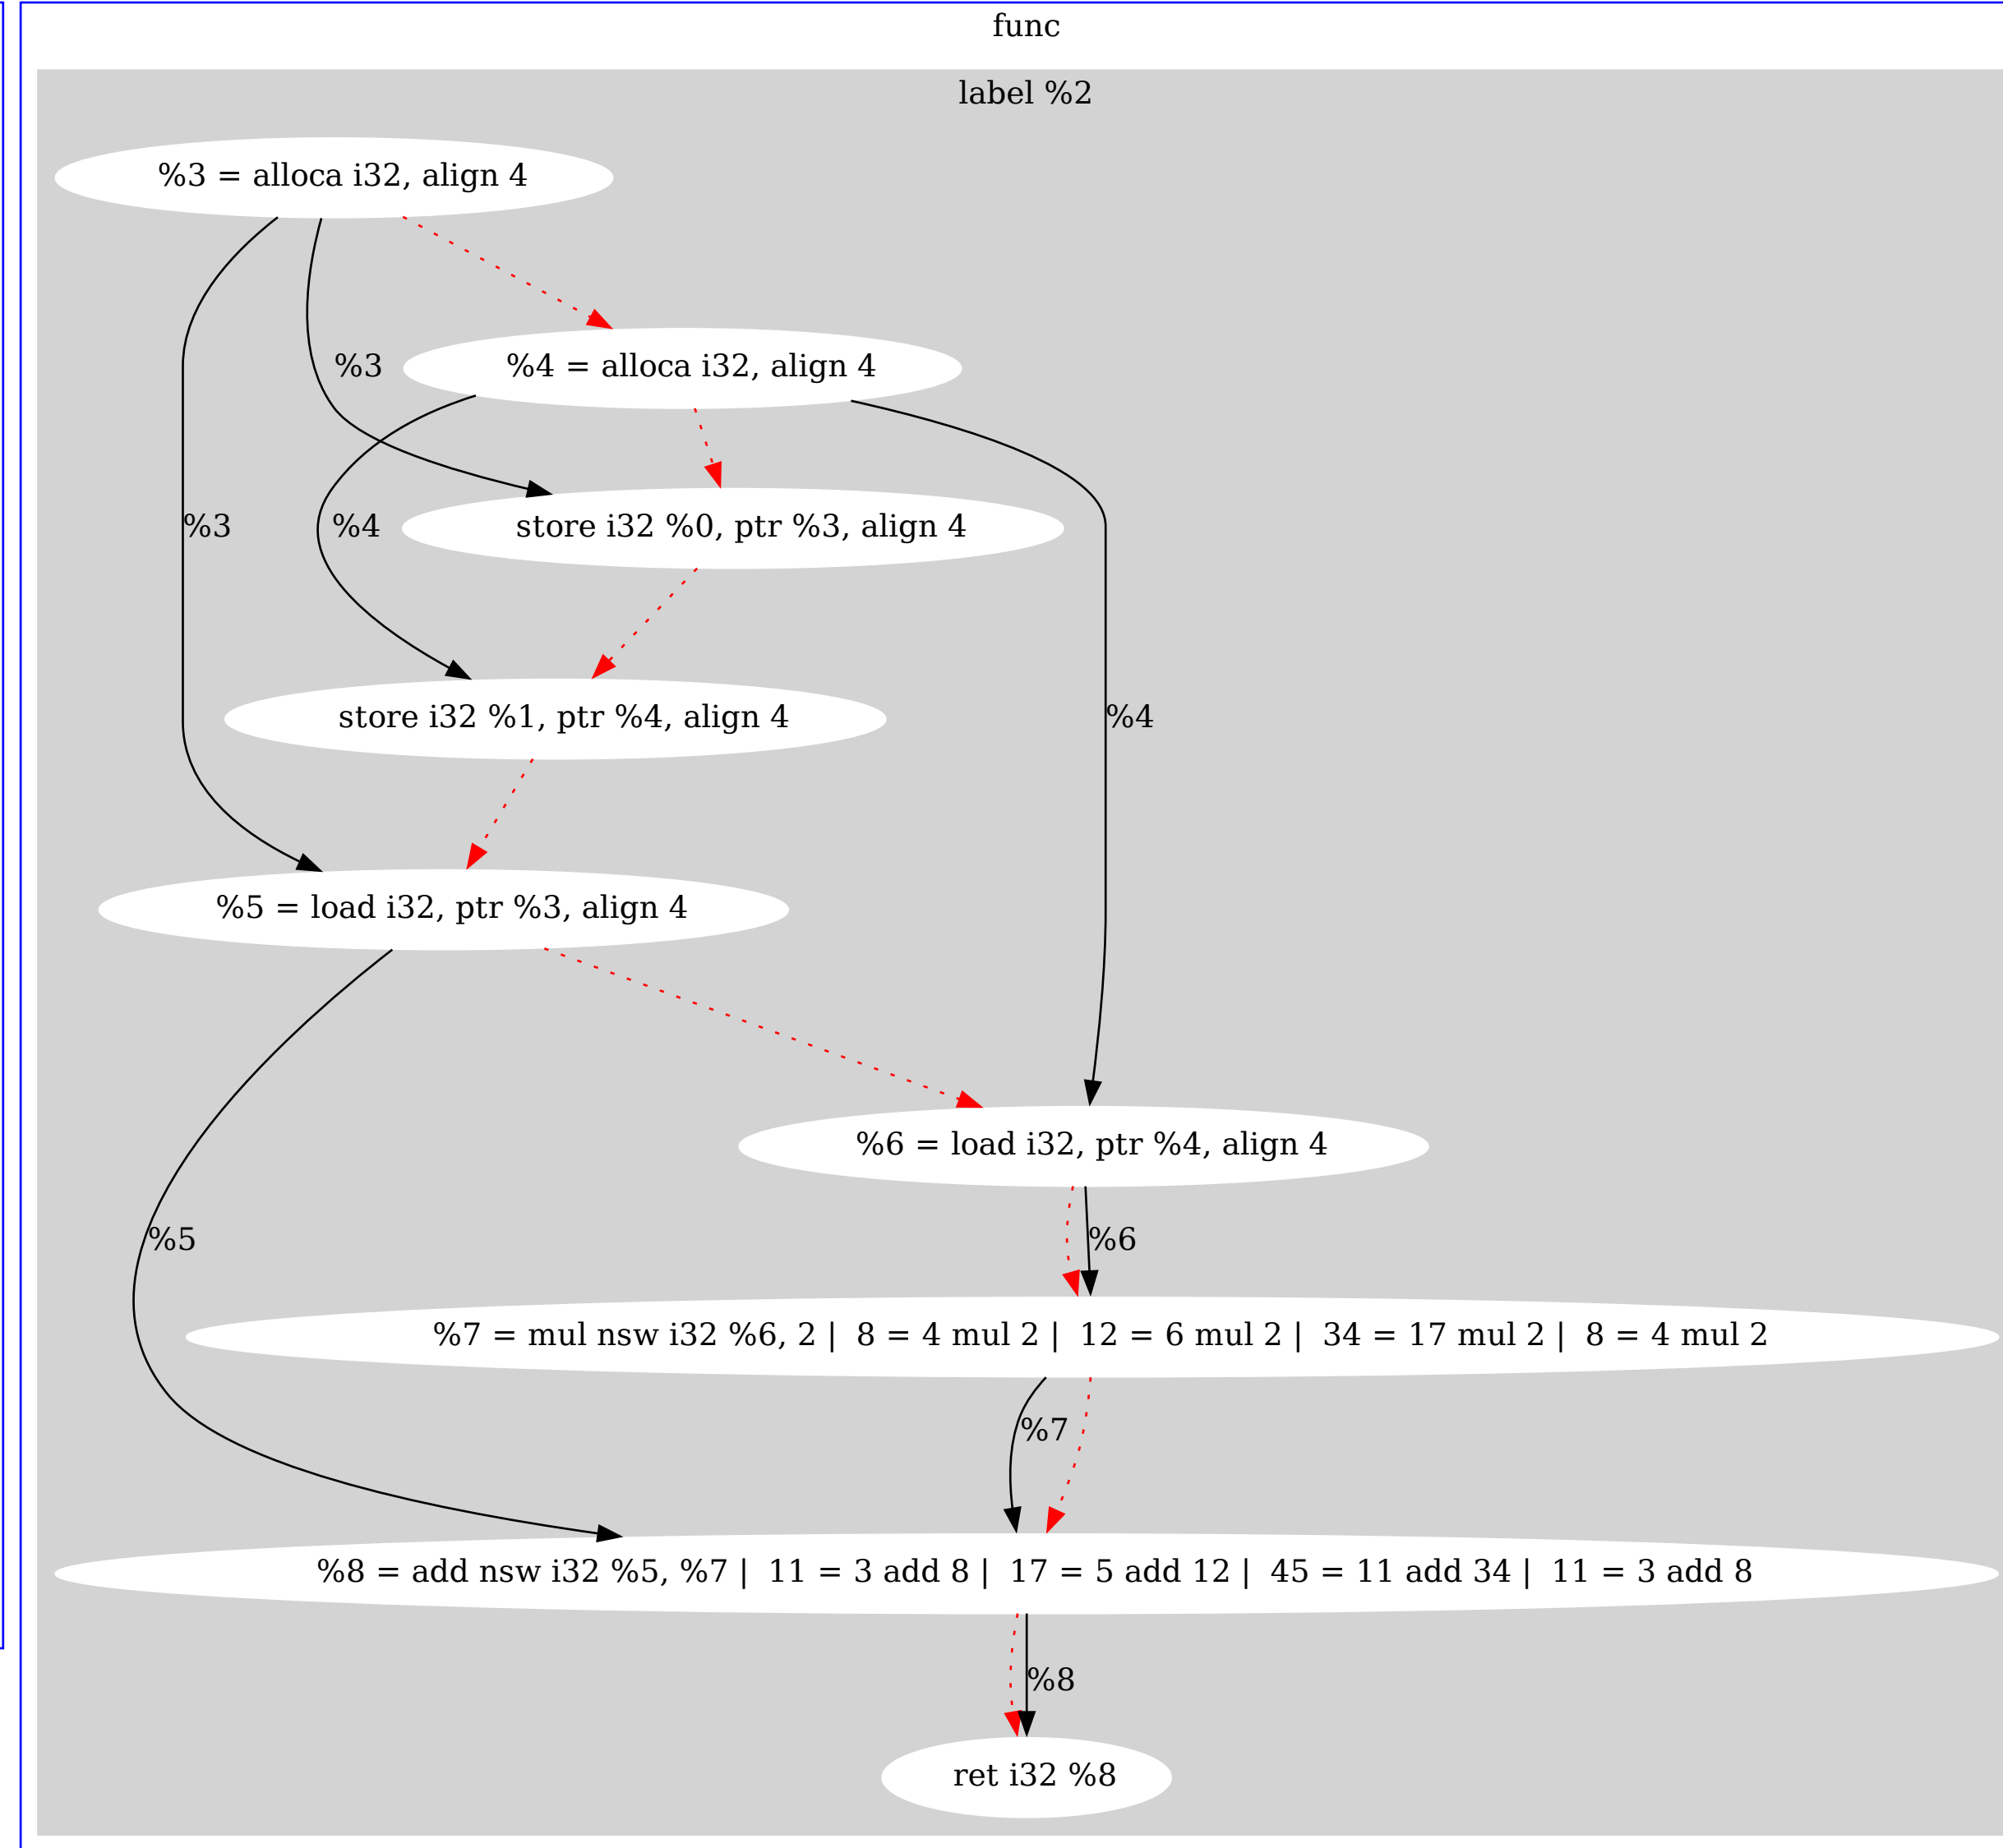 func
label %2
%3 = alloca i32, align 4
%3
%4 = alloca i32, align 4
%3
%4
store i32 %0, ptr %3, align 4
store i32 %1, ptr %4, align 4
%4
%5 = load i32, ptr %3, align 4
%6 = load i32, ptr %4, align 4
%5
%6
%7 = mul nsw i32 %6, 2 |  8 = 4 mul 2 |  12 = 6 mul 2 |  34 = 17 mul 2 |  8 = 4 mul 2
%7
%8 = add nsw i32 %5, %7 |  11 = 3 add 8 |  17 = 5 add 12 |  45 = 11 add 34 |  11 = 3 add 8
%8
ret i32 %8